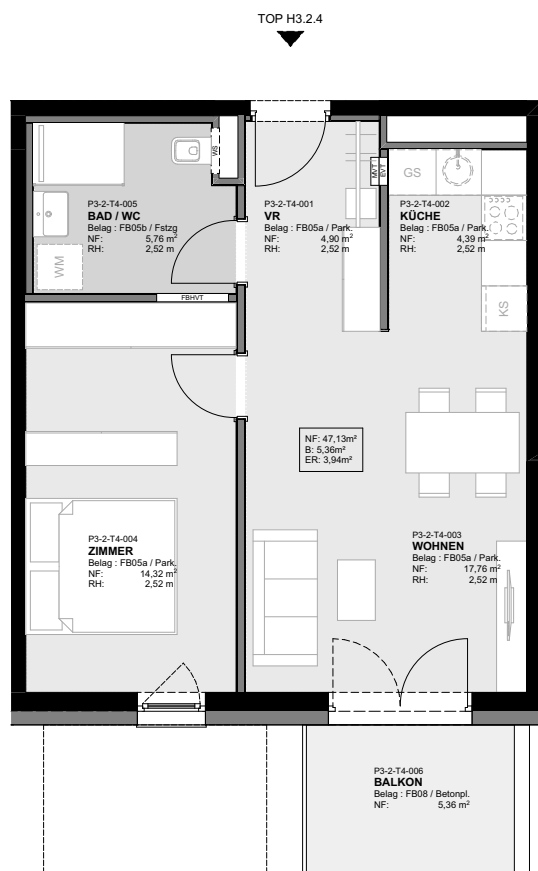 TOP H3.2.4
P3-2-T4-005
BAD / WC
Belag : FB05b / Fstzg
NF: 5,76 m²
RH: 2,52 m
WS
WM
FBHVT
P3-2-T4-001
VR
Belag : FB05a / Park.
NF: 4,90 m²
RH: 2,52 m
MVT
EVT
GS
P3-2-T4-002
KÜCHE
Belag : FB05a / Park.
NF: 4,39 m²
RH: 2,52 m
KS
NF: 47,13m²
B: 5,36m²
ER: 3,94m²
P3-2-T4-004
ZIMMER
Belag : FB05a / Park.
NF: 14,32 m²
RH: 2,52 m
P3-2-T4-003
WOHNEN
Belag : FB05a / Park.
NF: 17,76 m²
RH: 2,52 m
P3-2-T4-006
BALKON
Belag : FB08 / Betonpl.
NF: 5,36 m²